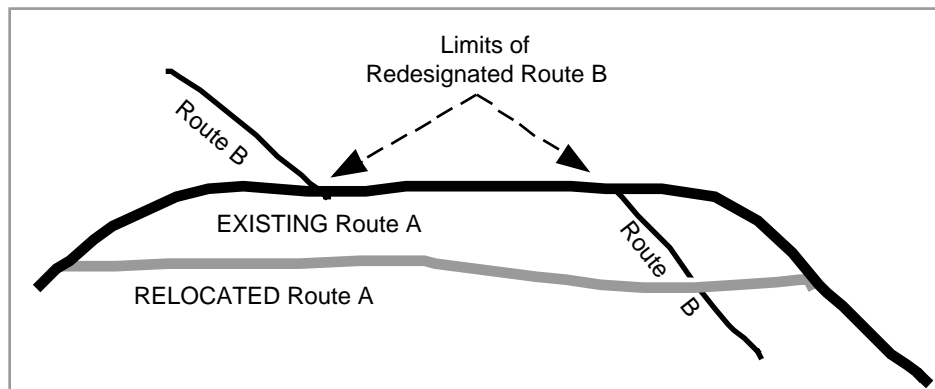 Limits of
Redesignated Route B
Route B
EXISTING Route A
Route B
RELOCATED Route A